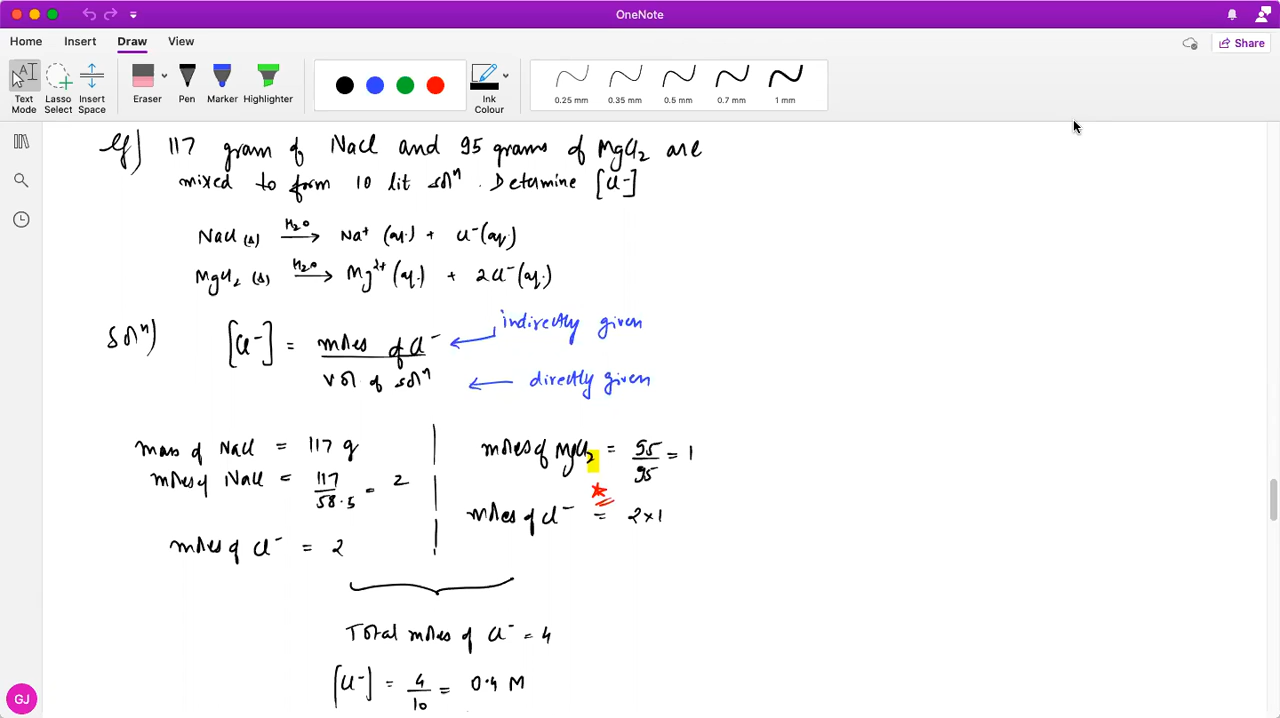 OneNote
Home Insert Draw View
Share
Text Mode
Lasso Select
Insert Space
Eraser
Pen
Marker
Highlighter
Ink Colour
0.25 mm
0.35 mm
0.5 mm
0.7 mm
1 mm
117 gram of NaCl and 95 grams of MgCl₂ are
mixed to form 10 lit solⁿ. Determine [Cl⁻]
NaCl (s) —H₂O→ Na⁺ (aq.) + Cl⁻ (aq.)
MgCl₂ (s) —H₂O→ Mg²⁺ (aq.) + 2Cl⁻ (aq.)
Solⁿ) [Cl⁻] = moles of Cl⁻ / vol. of solⁿ
← indirectly given
← directly given
mass of NaCl = 117 g
moles of NaCl = 117/58.5 = 2
moles of Cl⁻ = 2
moles of MgCl₂ = 95/95 = 1
moles of Cl⁻ = 2×1
Total moles of Cl⁻ = 4
[Cl⁻] = 4/10 = 0.4 M
GJ